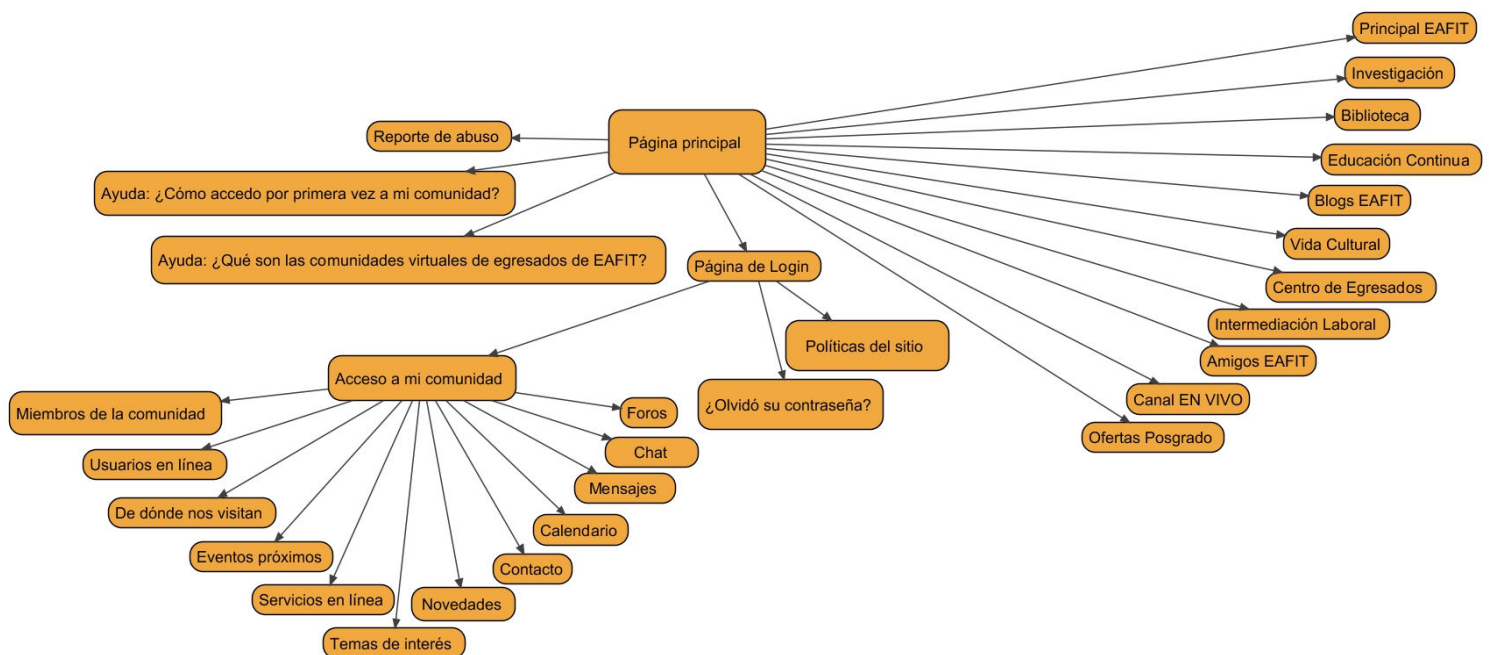 Principal EAFIT
Investigación
Biblioteca
Reporte de abuso
Página principal
Educación Continua
Ayuda: ¿Cómo accedo por primera vez a mi comunidad?
Blogs EAFIT
Vida Cultural
Ayuda: ¿Qué son las comunidades virtuales de egresados de EAFIT?
Página de Login
Centro de Egresados
Intermediación Laboral
Políticas del sitio
Amigos EAFIT
Acceso a mi comunidad
Canal EN VIVO
¿Olvidó su contraseña?
Miembros de la comunidad
Foros
Ofertas Posgrado
Chat
Usuarios en línea
Mensajes
De dónde nos visitan
Calendario
Eventos próximos
Contacto
Servicios en línea
Novedades
Temas de interés